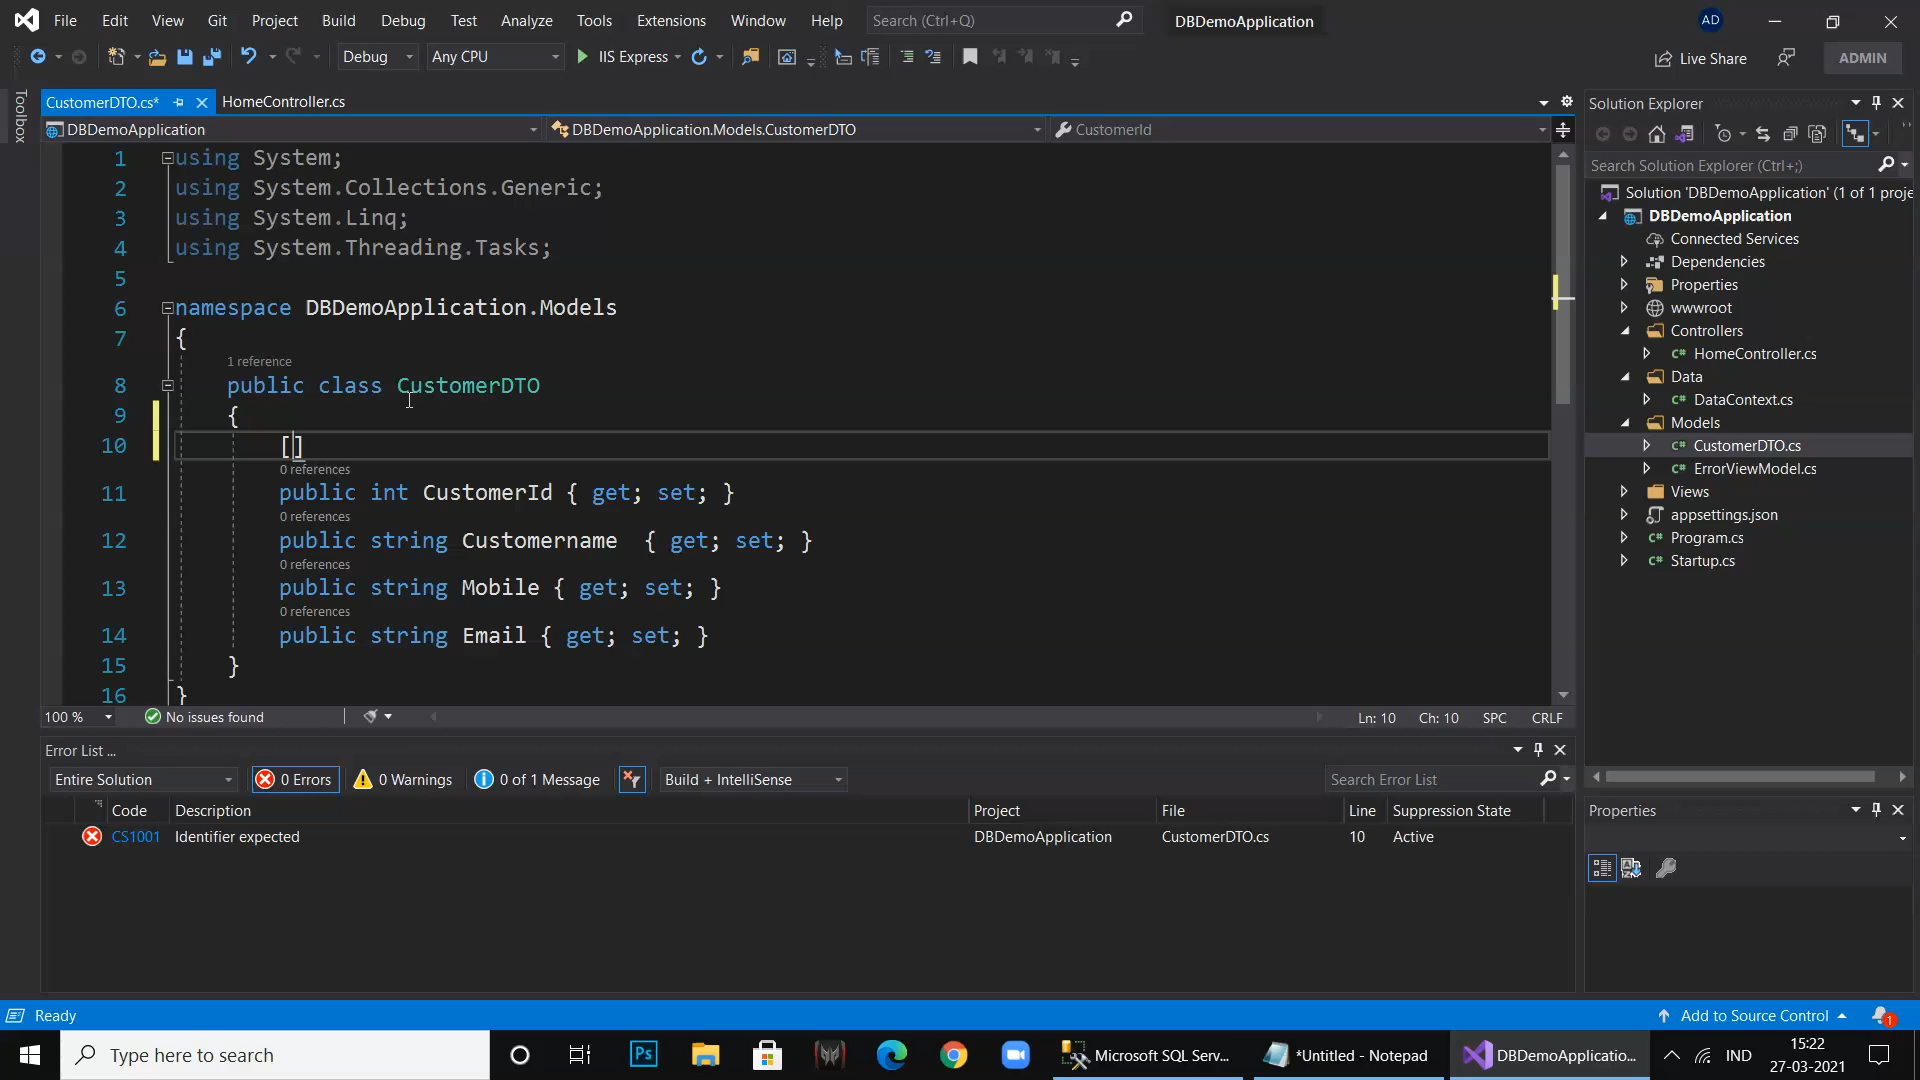 File Edit View Git Project Build Debug Test Analyze Tools Extensions Window Help Search (Ctrl+Q) DBDemoApplication AD
Debug Any CPU IIS Express Live Share ADMIN
Toolbox
CustomerDTO.cs* HomeController.cs
DBDemoApplication DBDemoApplication.Models.CustomerDTO CustomerId
1 using System;
2 using System.Collections.Generic;
3 using System.Linq;
4 using System.Threading.Tasks;
5
6 namespace DBDemoApplication.Models
7 {
1 reference
8 public class CustomerDTO
9 {
10 []
0 references
11 public int CustomerId { get; set; }
0 references
12 public string Customername { get; set; }
0 references
13 public string Mobile { get; set; }
0 references
14 public string Email { get; set; }
15 }
16 }
100 % No issues found Ln: 10 Ch: 10 SPC CRLF
Error List ...
Entire Solution 0 Errors 0 Warnings 0 of 1 Message Build + IntelliSense Search Error List
Code Description Project File Line Suppression State
CS1001 Identifier expected DBDemoApplication CustomerDTO.cs 10 Active
Solution Explorer
Search Solution Explorer (Ctrl+;)
Solution 'DBDemoApplication' (1 of 1 proje
DBDemoApplication
Connected Services
Dependencies
Properties
wwwroot
Controllers
C# HomeController.cs
Data
C# DataContext.cs
Models
C# CustomerDTO.cs
C# ErrorViewModel.cs
Views
appsettings.json
C# Program.cs
C# Startup.cs
Properties
Ready Add to Source Control 1
Type here to search Ps Microsoft SQL Serv... *Untitled - Notepad DBDemoApplicatio... IND 15:22
27-03-2021